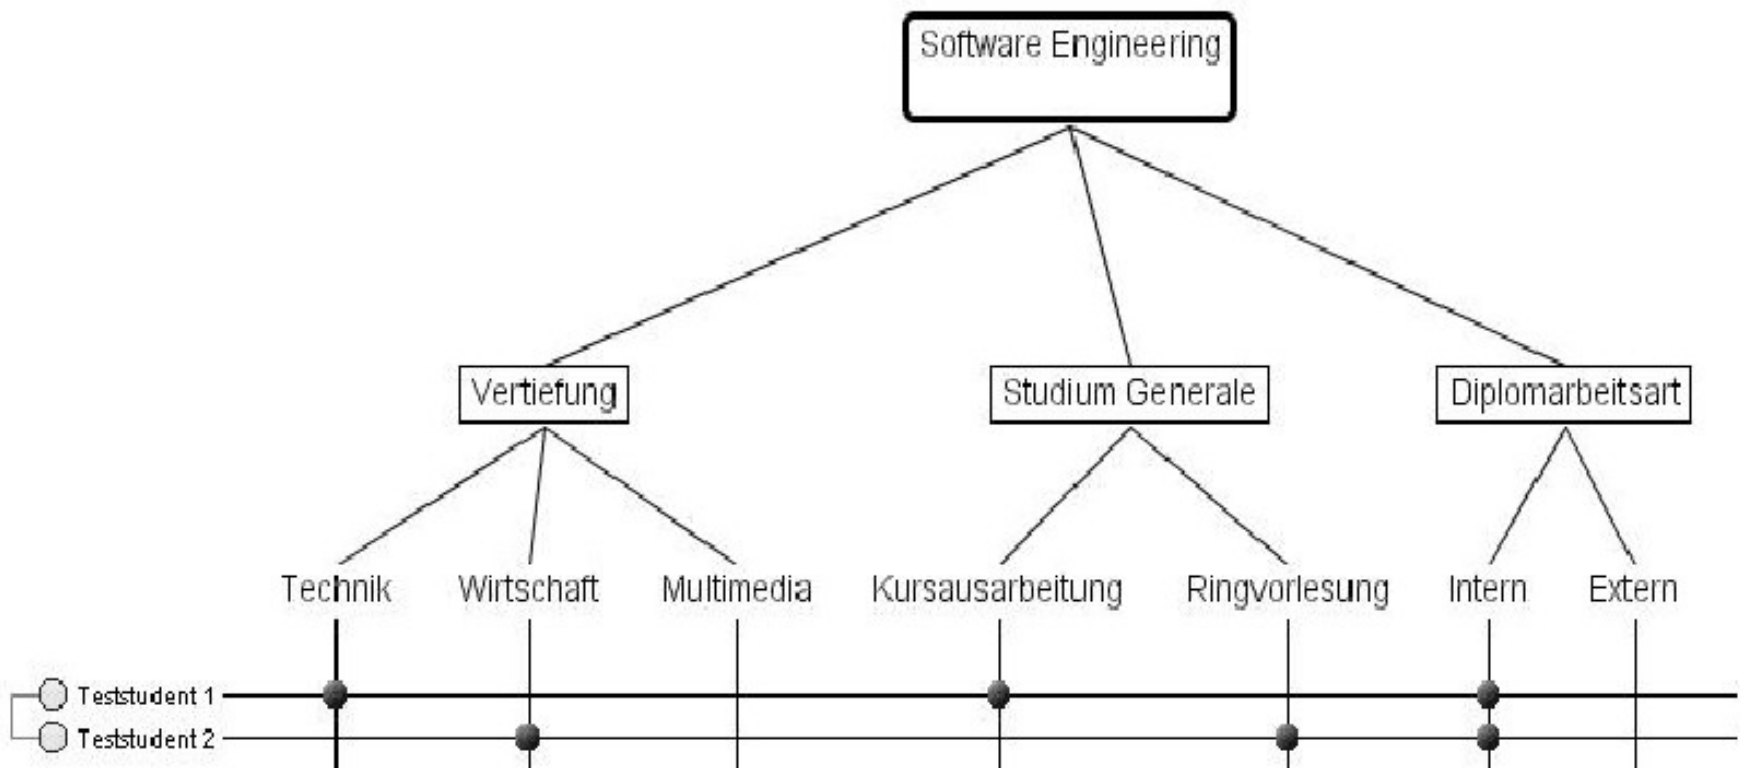 Software Engineering
Vertiefung
Studium Generale
Diplomarbeitsart
Technik
Wirtschaft
Multimedia
Kursausarbeitung
Ringvorlesung
Intern
Extern
Teststudent 1
Teststudent 2